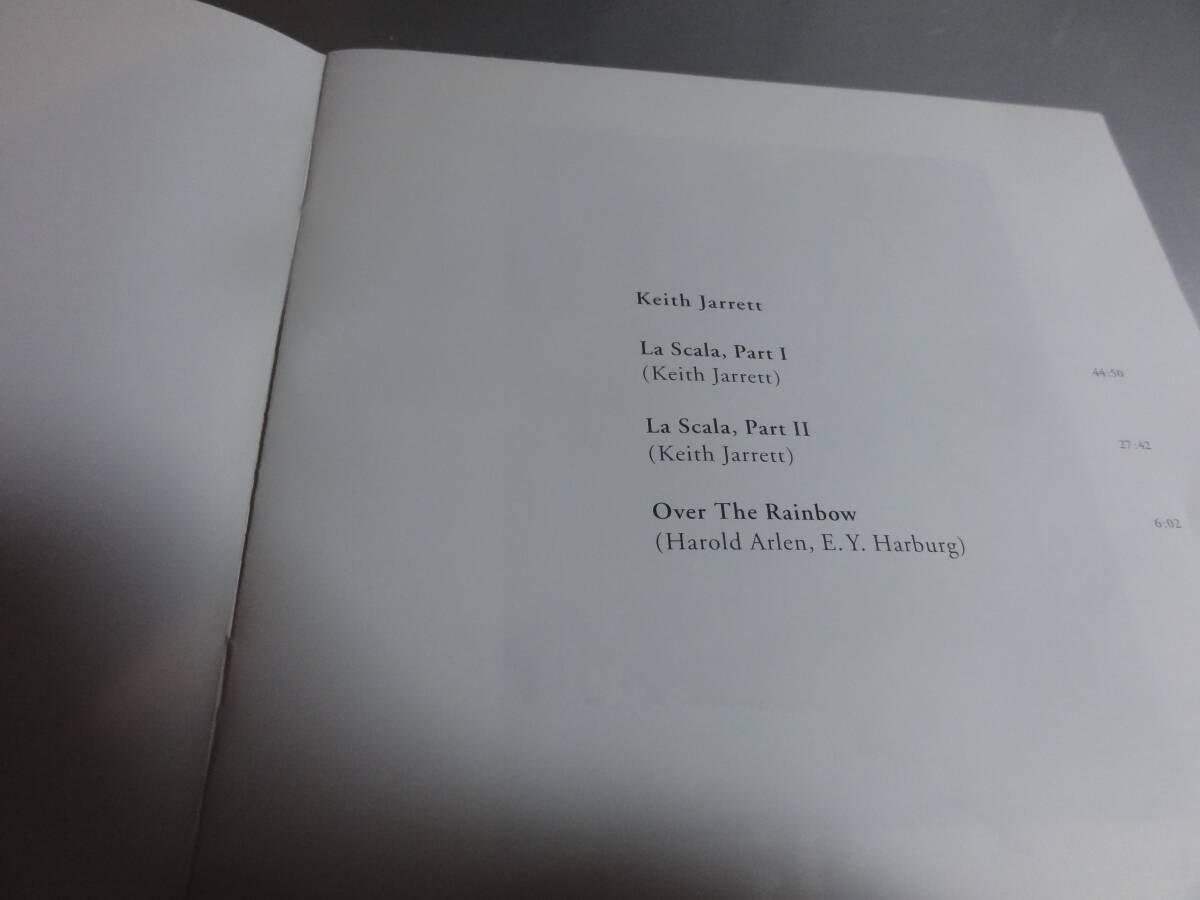 Keith Jarrett
La Scala, Part I
(Keith Jarrett) 44:50
La Scala, Part II
(Keith Jarrett) 27:42
Over The Rainbow 6:02
(Harold Arlen, E.Y. Harburg)